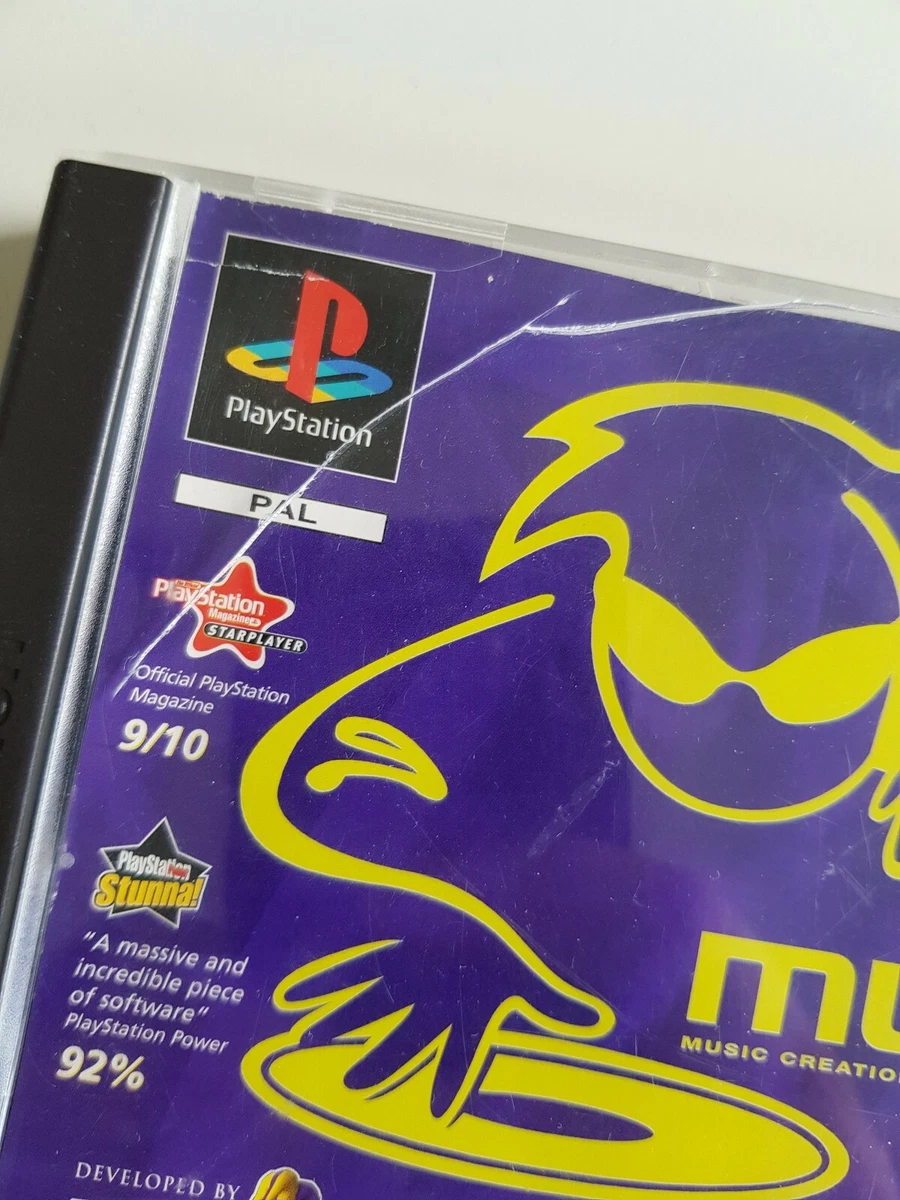 PlayStation
PAL
PlayStation
Magazine
STARPLAYER
Official PlayStation
Magazine
9/10
PlayStation
Stunna!
"A massive and
incredible piece
of software"
PlayStation Power
92%
mu
MUSIC CREATIO
DEVELOPED BY